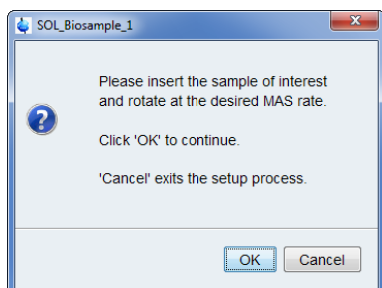 SOL_Biosample_1
Please insert the sample of interest
and rotate at the desired MAS rate.
Click 'OK' to continue.
'Cancel' exits the setup process.
OK Cancel